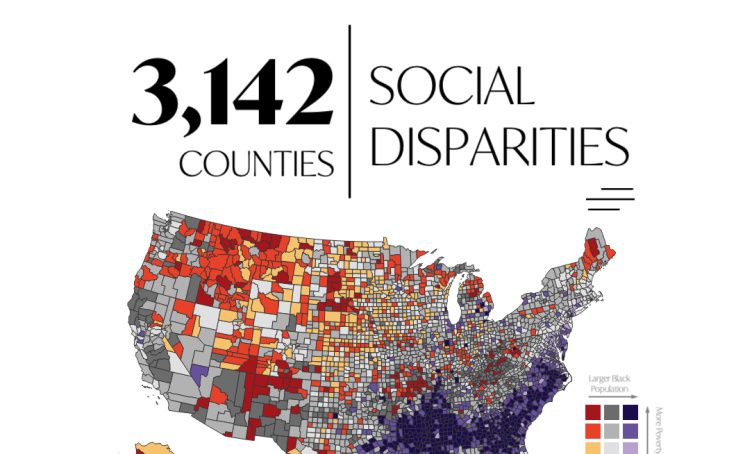 3,142
COUNTIES
SOCIAL
DISPARITIES
Larger Black
Population
More Poverty